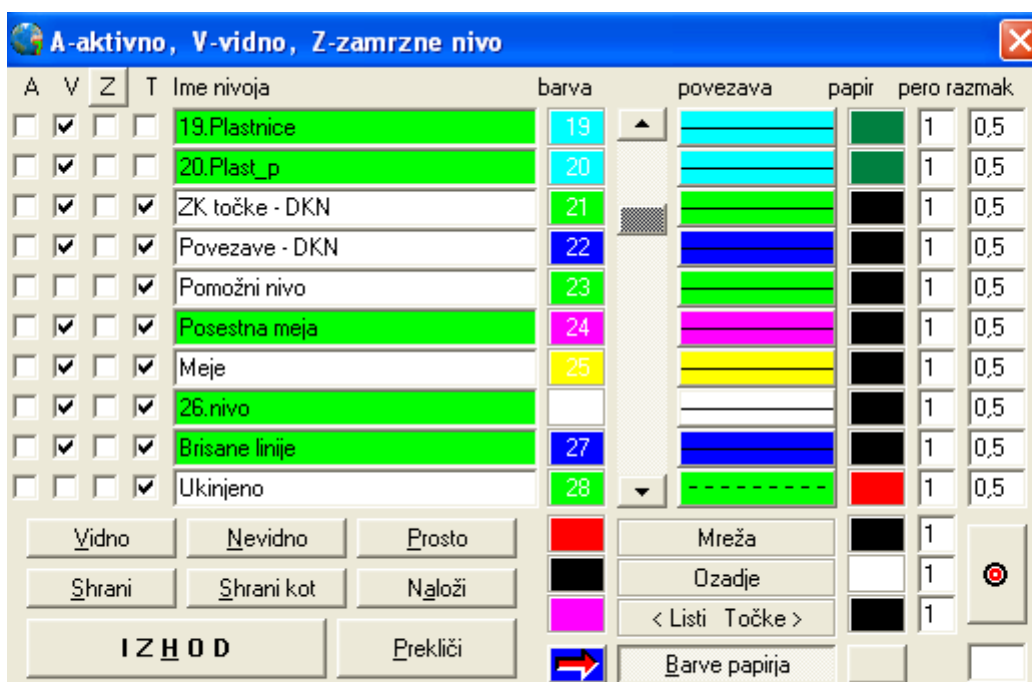 A-aktivno, V-vidno, Z-zamrzne nivo
A V Z T Ime nivoja barva povezava papir pero razmak
19.Plastnice 19 1 0,5
20.Plast_p 20 1 0,5
ZK točke - DKN 21 1 0,5
Povezave - DKN 22 1 0,5
Pomožni nivo 23 1 0,5
Posestna meja 24 1 0,5
Meje 25 1 0,5
26.nivo 1 0,5
Brisane linije 27 1 0,5
Ukinjeno 28 1 0,5
Vidno Nevidno Prosto Mreža 1
Shrani Shrani kot Naloži Ozadje 1
< Listi Točke > 1
IZHOD Prekliči Barve papirja